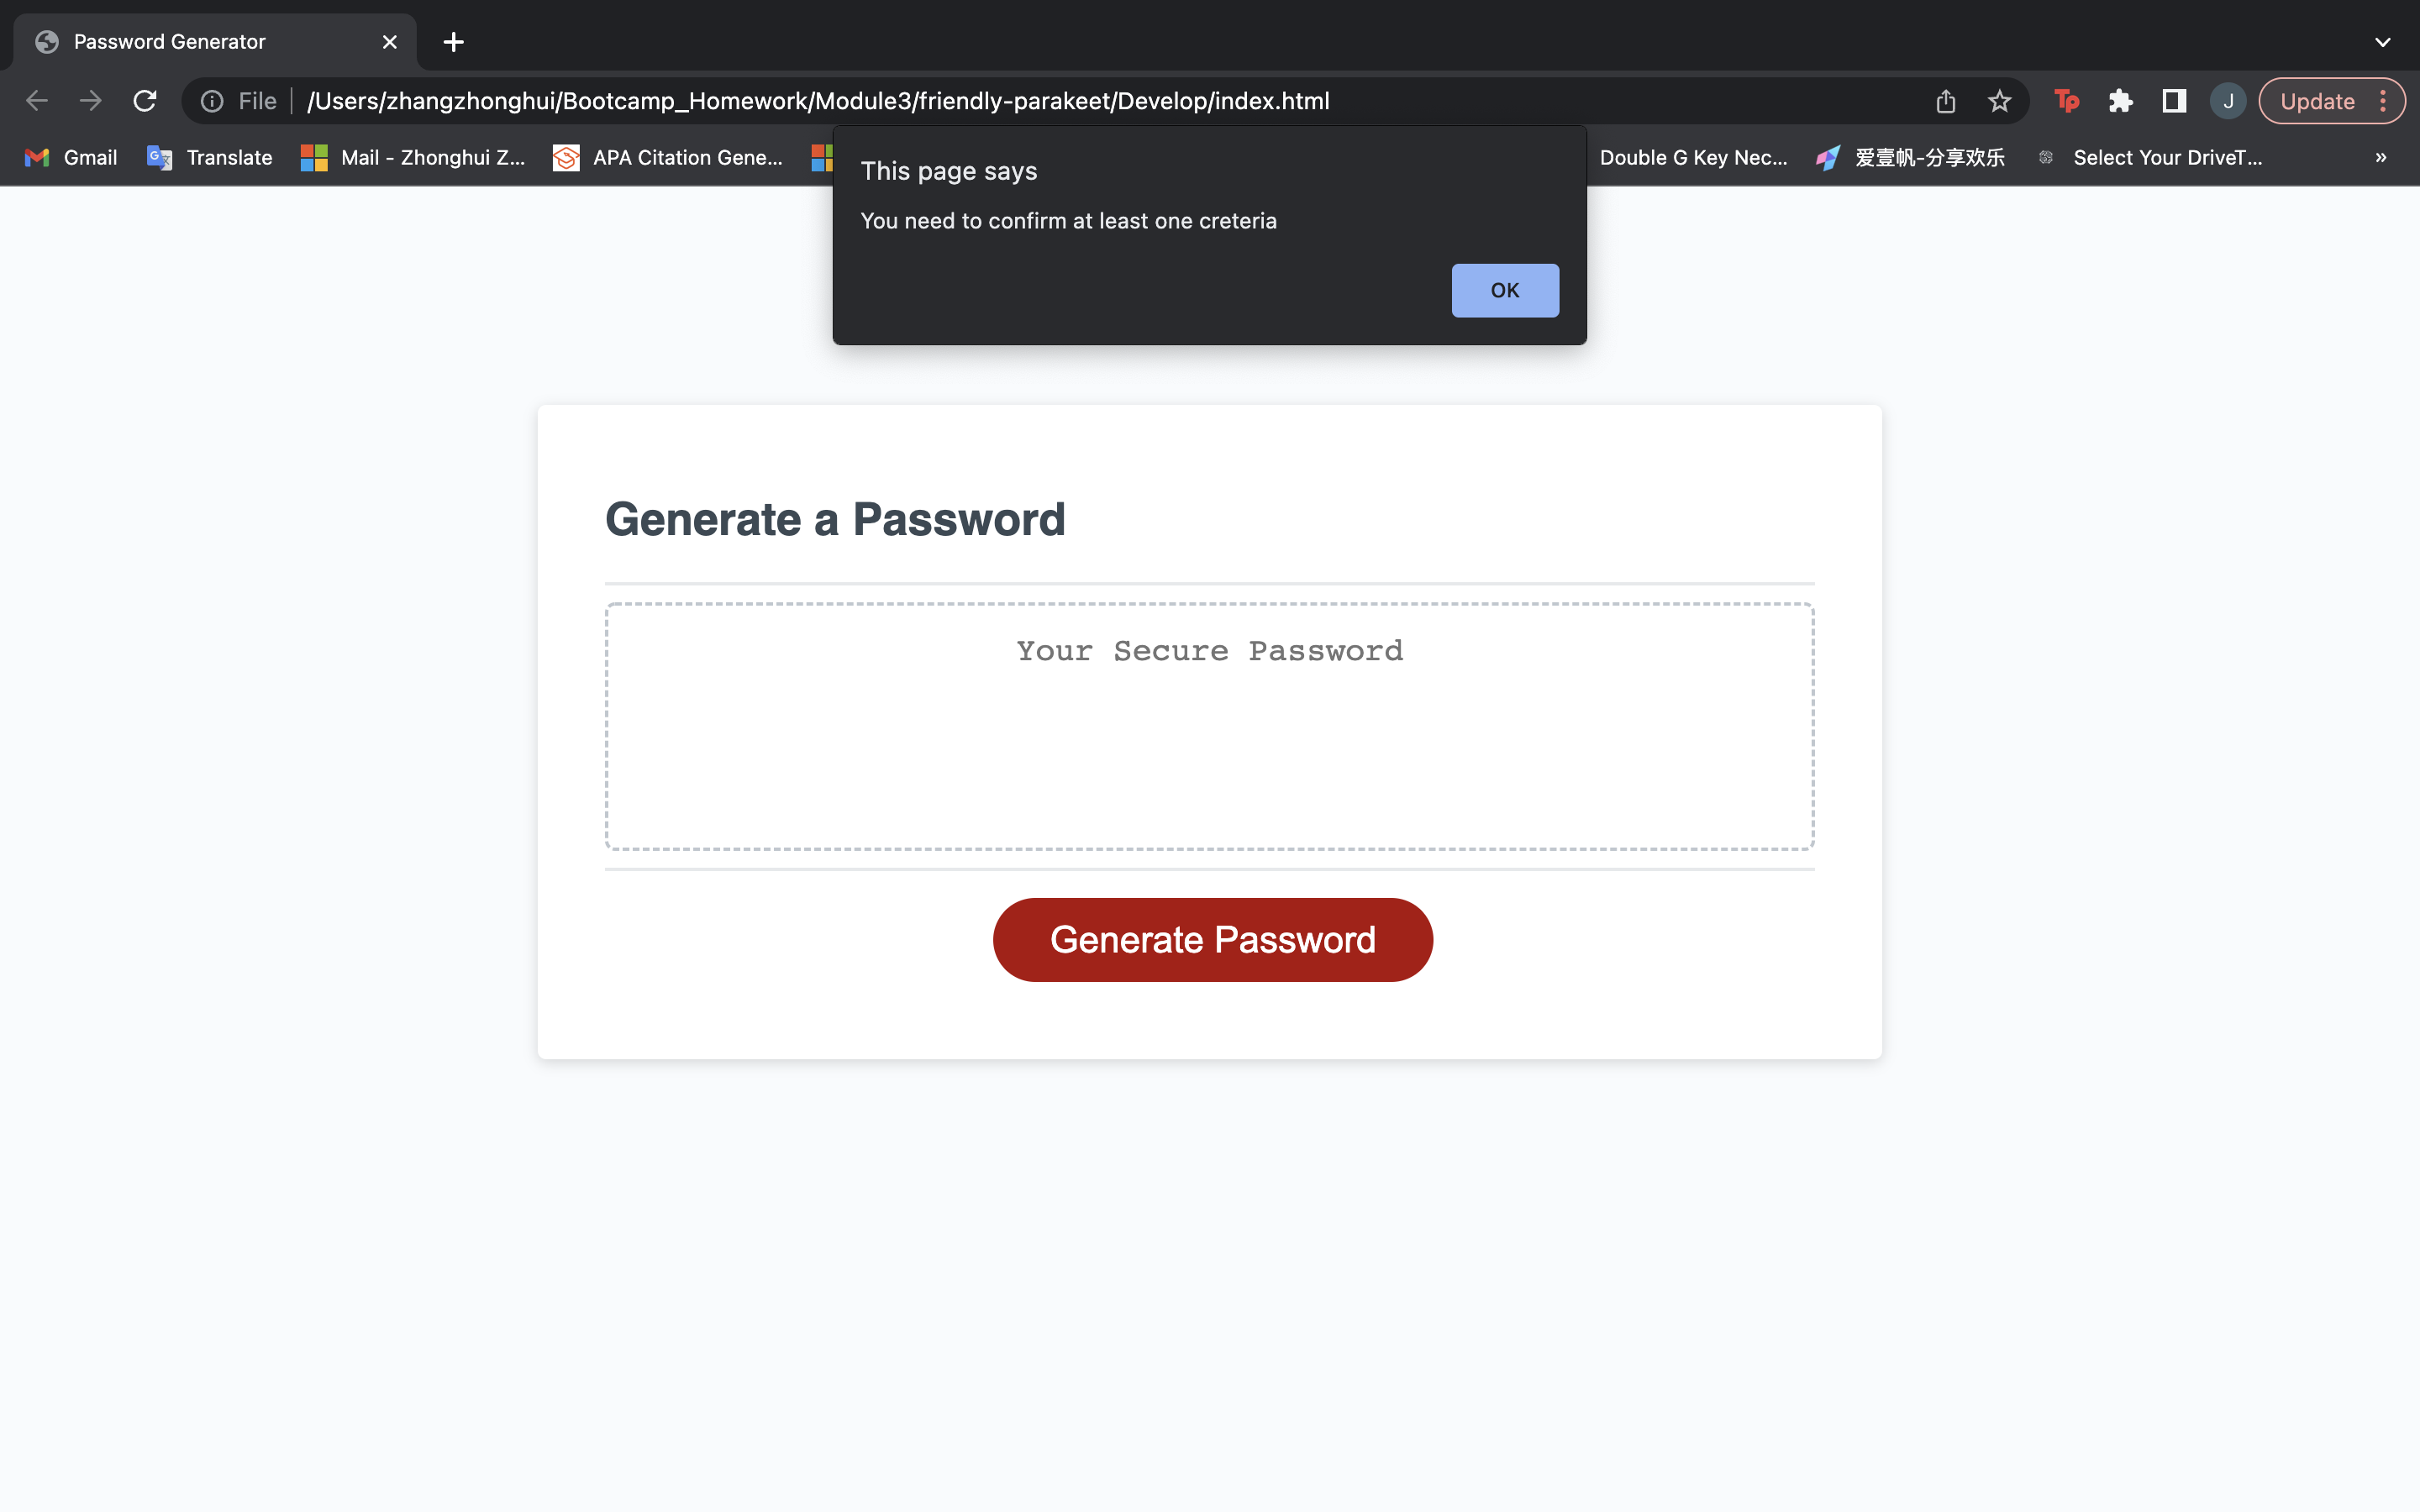 Password Generator
File /Users/zhangzhonghui/Bootcamp_Homework/Module3/friendly-parakeet/Develop/index.html Tp J Update
Gmail Translate Mail - Zhonghui Z... APA Citation Gene... Double G Key Nec... 爱壹帆-分享欢乐 Select Your DriveT... »
This page says
You need to confirm at least one creteria
OK
Generate a Password
Your Secure Password
Generate Password